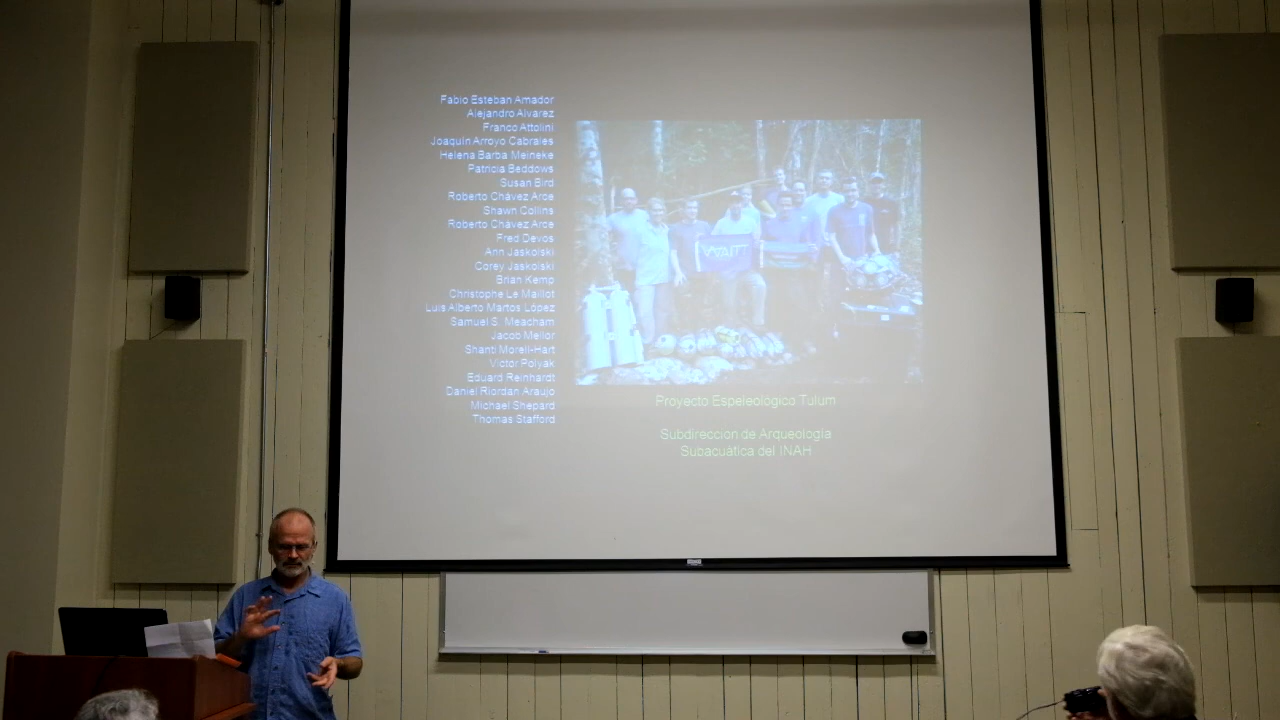 Fabio Esteban Amador
Alejandro Alvarez
Franco Attolini
Joaquín Arroyo Cabrales
Helena Barba Meineke
Patricia Beddows
Susan Bird
Roberto Chávez Arce
Shawn Collins
Roberto Chávez Arce
Fred Devos
Ann Jaskolski
Corey Jaskolski
Brian Kemp
Christophe Le Maillot
Luis Alberto Martos López
Samuel S. Meacham
Jacob Mellor
Shanti Morell-Hart
Victor Polyak
Eduard Reinhardt
Daniel Riordan Araujo
Michael Shepard
Thomas Stafford
WAITT
Proyecto Espeleológico Tulum
Subdirección de Arqueología
Subacuática del INAH